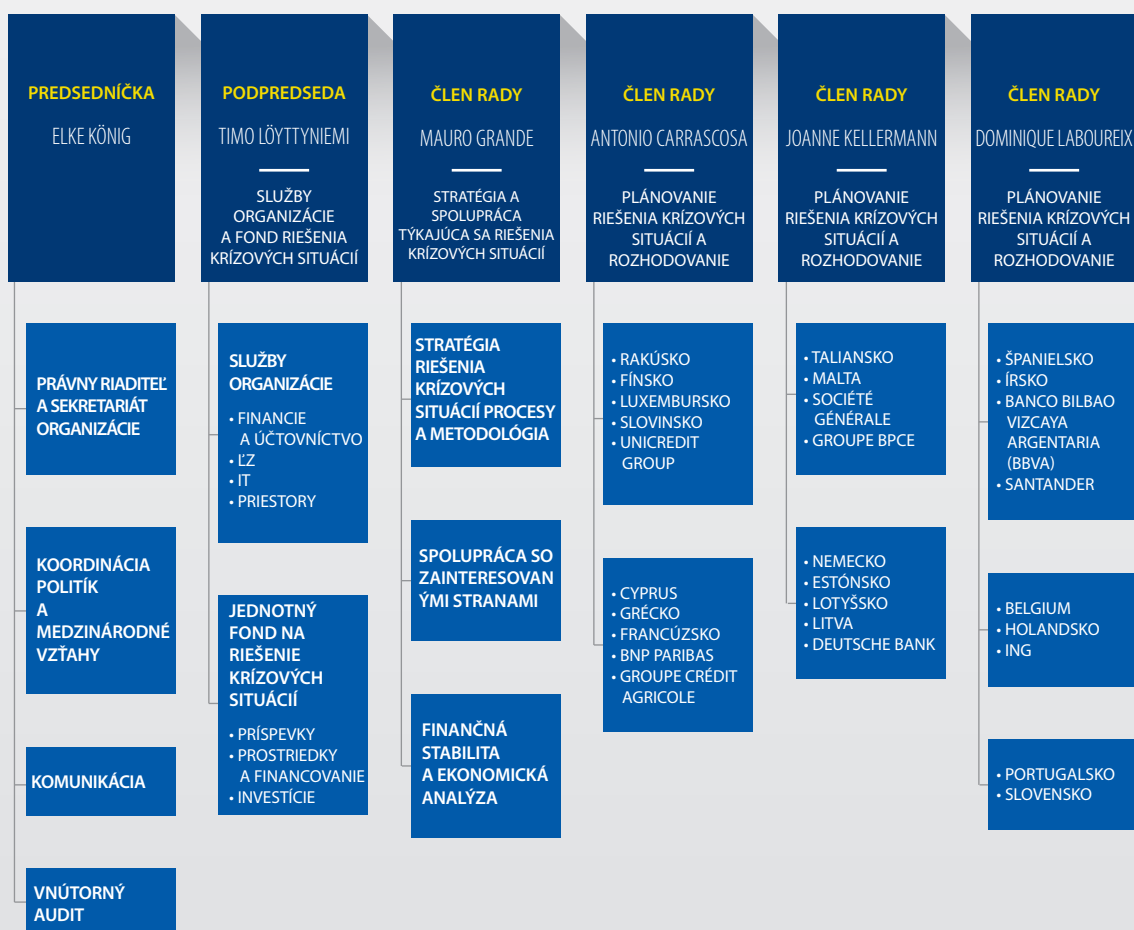 PREDSEDNÍČKA
ELKE KÖNIG
PRÁVNY RIADITEĽ
A SEKRETARIÁT
ORGANIZÁCIE
KOORDINÁCIA
POLITÍK
A
MEDZINÁRODNÉ
VZŤAHY
KOMUNIKÁCIA
VNÚTORNÝ
AUDIT
PODPREDSEDA
TIMO LÖYTTYNIEMI
SLUŽBY
ORGANIZÁCIE
A FOND RIEŠENIA
KRÍZOVÝCH SITUÁCIÍ
SLUŽBY
ORGANIZÁCIE
• FINANCIE
A ÚČTOVNÍCTVO
• ĽZ
• IT
• PRIESTORY
JEDNOTNÝ
FOND NA
RIEŠENIE
KRÍZOVÝCH
SITUÁCIÍ
• PRÍSPEVKY
• PROSTRIEDKY
A FINANCOVANIE
• INVESTÍCIE
ČLEN RADY
MAURO GRANDE
STRATÉGIA A
SPOLUPRÁCA
TÝKAJÚCA SA RIEŠENIA
KRÍZOVÝCH SITUÁCIÍ
STRATÉGIA
RIEŠENIA
KRÍZOVÝCH
SITUÁCIÍ PROCESY
A METODOLÓGIA
SPOLUPRÁCA SO
ZAINTERESOVAN
ÝMI STRANAMI
FINANČNÁ
STABILITA
A EKONOMICKÁ
ANALÝZA
ČLEN RADY
ANTONIO CARRASCOSA
PLÁNOVANIE
RIEŠENIA KRÍZOVÝCH
SITUÁCIÍ A
ROZHODOVANIE
• RAKÚSKO
• FÍNSKO
• LUXEMBURSKO
• SLOVINSKO
• UNICREDIT
GROUP
• CYPRUS
• GRÉCKO
• FRANCÚZSKO
• BNP PARIBAS
• GROUPE CRÉDIT
AGRICOLE
ČLEN RADY
JOANNE KELLERMANN
PLÁNOVANIE
RIEŠENIA KRÍZOVÝCH
SITUÁCIÍ A
ROZHODOVANIE
• TALIANSKO
• MALTA
• SOCIÉTÉ
GÉNÉRALE
• GROUPE BPCE
• NEMECKO
• ESTÓNSKO
• LOTYŠSKO
• LITVA
• DEUTSCHE BANK
ČLEN RADY
DOMINIQUE LABOUREIX
PLÁNOVANIE
RIEŠENIA KRÍZOVÝCH
SITUÁCIÍ A
ROZHODOVANIE
• ŠPANIELSKO
• ÍRSKO
• BANCO BILBAO
VIZCAYA
ARGENTARIA
(BBVA)
• SANTANDER
• BELGIUM
• HOLANDSKO
• ING
• PORTUGALSKO
• SLOVENSKO